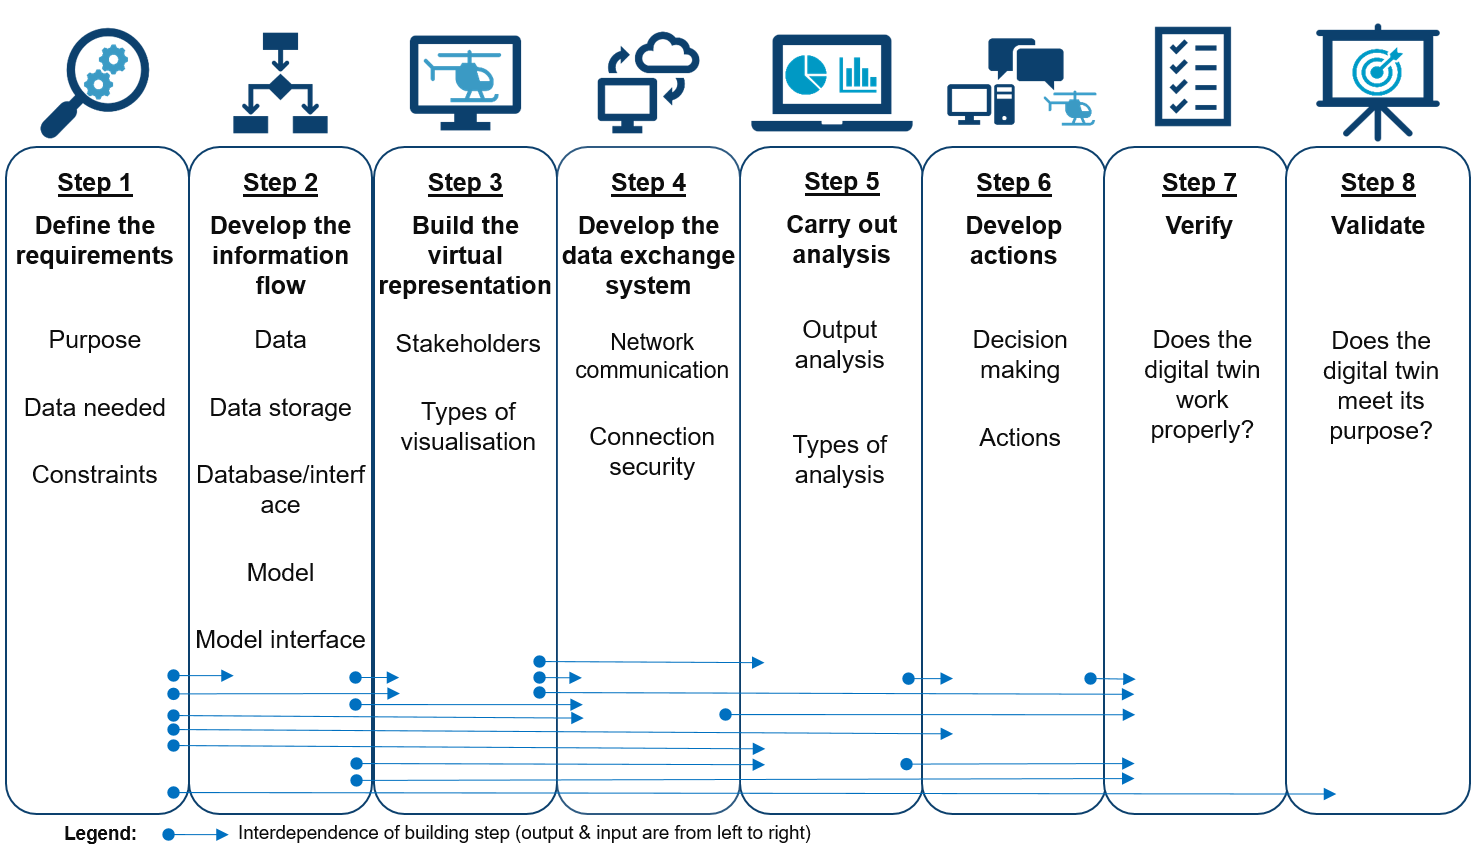 Step 1
Define the
requirements
Purpose
Data needed
Constraints
Step 2
Develop the
information
flow
Data
Data storage
Database/interf
ace
Model
Model interface
Step 3
Build the
virtual
representation
Stakeholders
Types of
visualisation
Step 4
Develop the
data exchange
system
Network
communication
Connection
security
Step 5
Carry out
analysis
Output
analysis
Types of
analysis
Step 6
Develop
actions
Decision
making
Actions
Step 7
Verify
Does the
digital twin
work
properly?
Step 8
Validate
Does the
digital twin
meet its
purpose?
Legend: Interdependence of building step (output & input are from left to right)